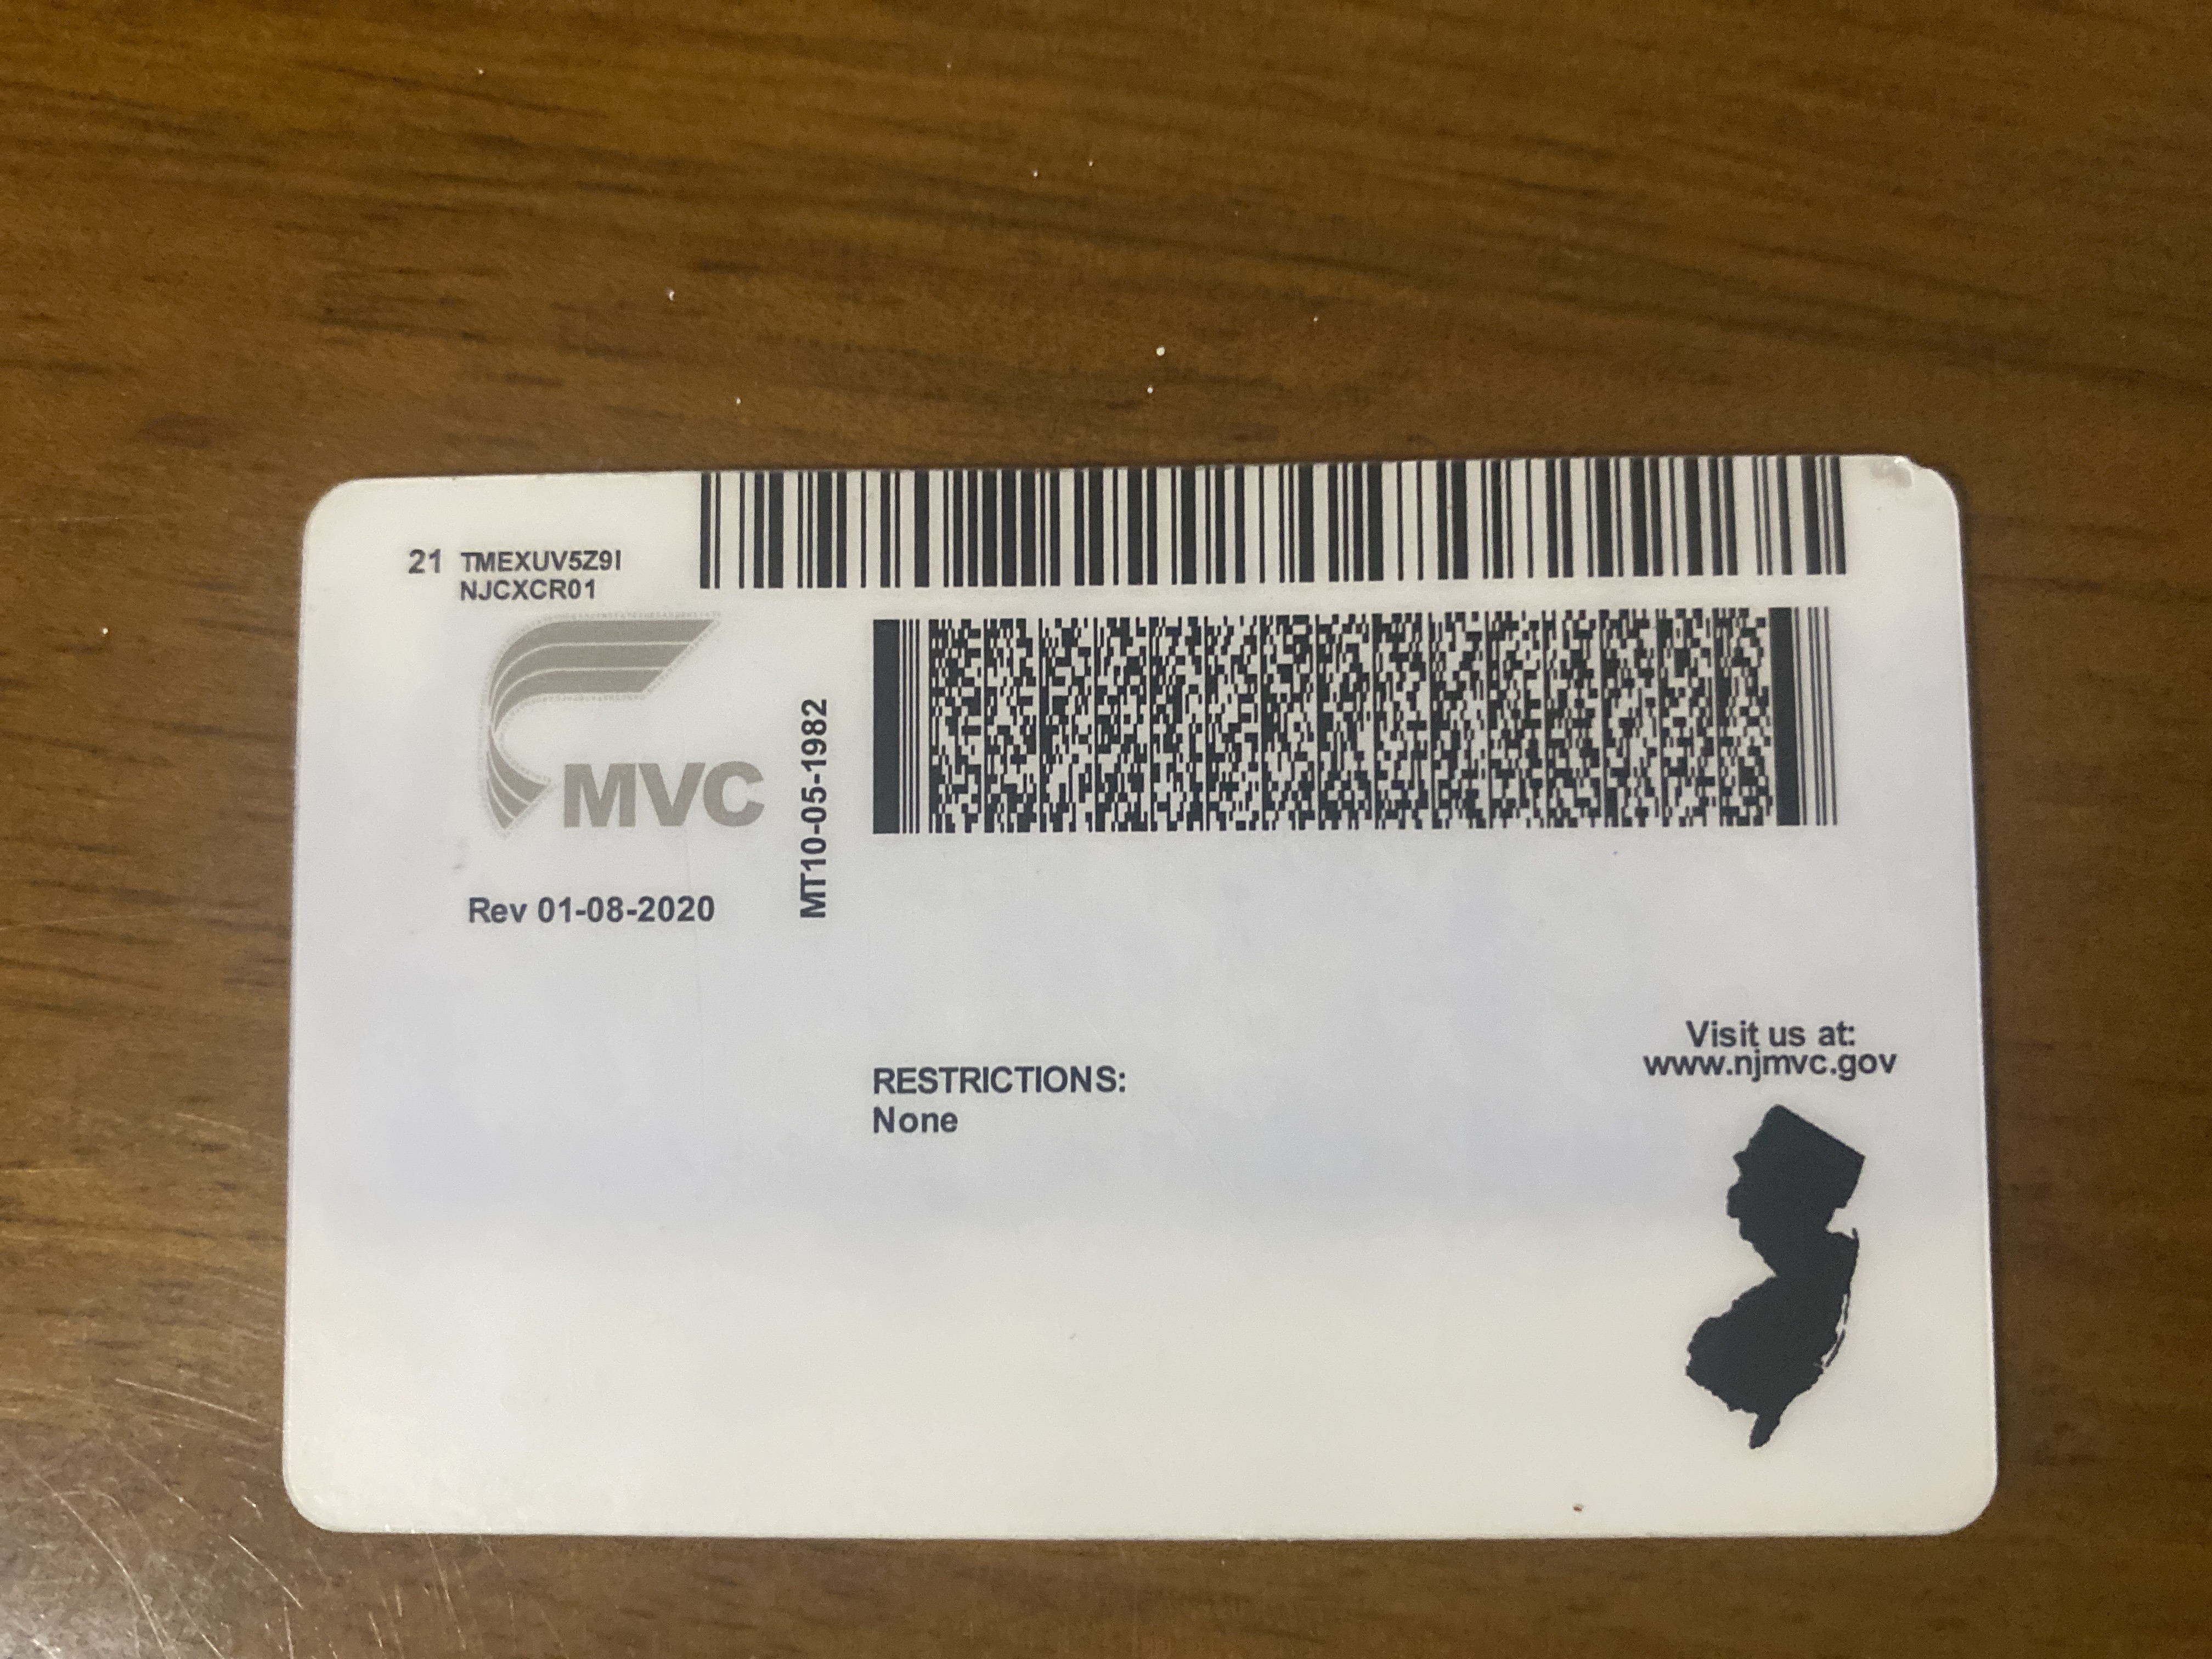 21 TMEXUV5Z9I
NJCXCR01
MVC
Rev 01-08-2020
MT10-05-1982
RESTRICTIONS:
None
Visit us at:
www.njmvc.gov